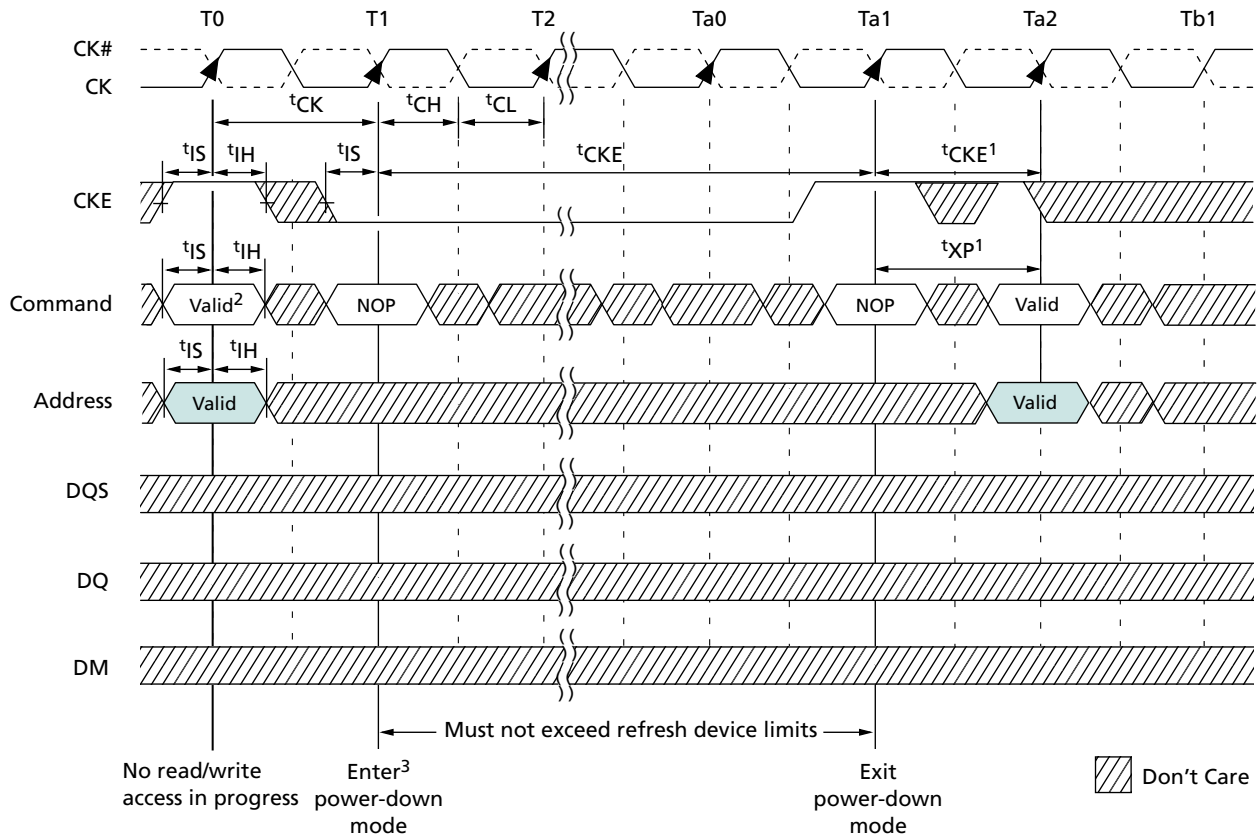 T0 T1 T2 Ta0 Ta1 Ta2 Tb1
CK#
CK
tCK tCH tCL
tIS tIH tIS tCKE tCKE1
CKE
tIS tIH tXP1
Command Valid2 NOP NOP Valid
tIS tIH
Address Valid Valid
DQS
DQ
DM
Must not exceed refresh device limits
No read/write
access in progress
Enter3
power-down
mode
Exit
power-down
mode
Don't Care